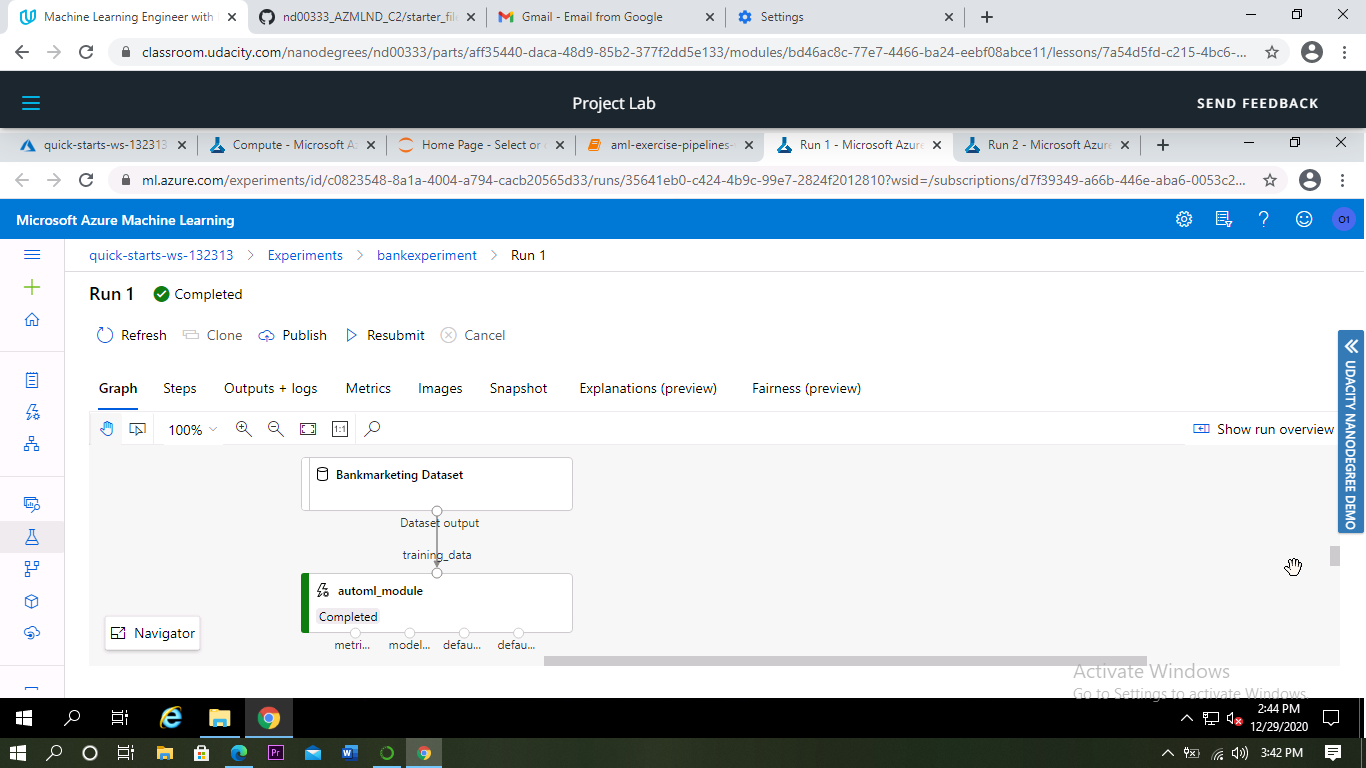 Machine Learning Engineer with
nd00333_AZMLND_C2/starter_file
Gmail - Email from Google
Settings
classroom.udacity.com/nanodegrees/nd00333/parts/aff35440-daca-48d9-85b2-377f2dd5e133/modules/bd46ac8c-77e7-4466-ba24-eebf08abce11/lessons/7a54d5fd-c215-4bc6-...
Project Lab
SEND FEEDBACK
quick-starts-ws-132313
Compute - Microsoft A
Home Page - Select or
aml-exercise-pipelines-
Run 1 - Microsoft Azure
Run 2 - Microsoft Azure
ml.azure.com/experiments/id/c0823548-8a1a-4004-a794-cacb20565d33/runs/35641eb0-c424-4b9c-99e7-2824f2012810?wsid=/subscriptions/d7f39349-a66b-446e-aba6-0053c2...
Microsoft Azure Machine Learning
O1
quick-starts-ws-132313 > Experiments > bankexperiment > Run 1
Run 1 Completed
Refresh Clone Publish Resubmit Cancel
Graph Steps Outputs + logs Metrics Images Snapshot Explanations (preview) Fairness (preview)
100% 1:1 Show run overview
UDACITY NANODEGREE DEMO
Bankmarketing Dataset
Dataset output
training_data
automl_module
Completed
metri... model... defau... defau...
Navigator
Activate Windows
Go to Settings to activate Windows.
2:44 PM
12/29/2020
Pr
W
3:42 PM